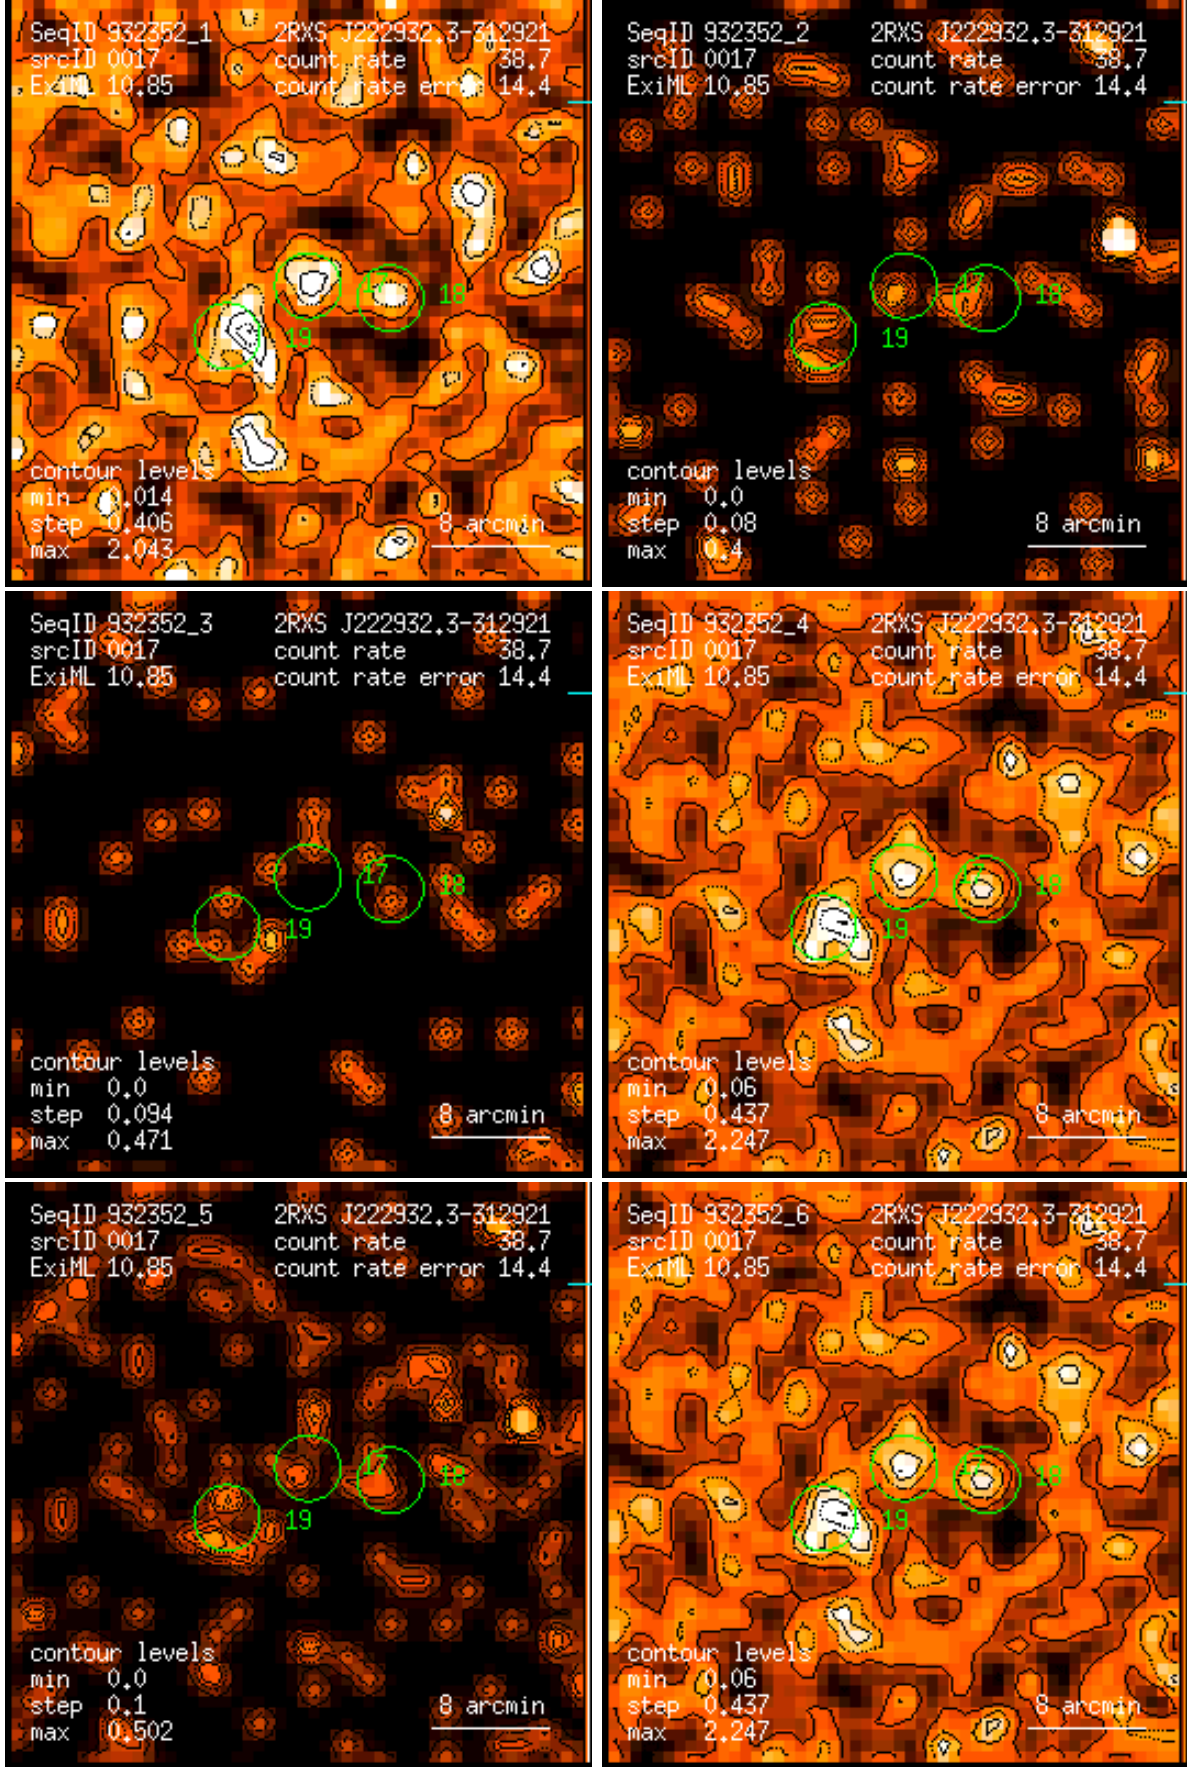 SeqID 932352_1 2RXS J222932.3-312921
srcID 0017 count rate 38.7
ExiML 10.85 count rate error 14.4
17
18
19
contour levels
min 0.014
step 0.406
max 2.043
8 arcmin
SeqID 932352_2 2RXS J222932.3-312921
srcID 0017 count rate 38.7
ExiML 10.85 count rate error 14.4
17
18
19
contour levels
min 0.0
step 0.08
max 0.4
8 arcmin
SeqID 932352_3 2RXS J222932.3-312921
srcID 0017 count rate 38.7
ExiML 10.85 count rate error 14.4
17
18
19
contour levels
min 0.0
step 0.094
max 0.471
8 arcmin
SeqID 932352_4 2RXS J222932.3-312921
srcID 0017 count rate 38.7
ExiML 10.85 count rate error 14.4
17
18
19
contour levels
min 0.06
step 0.437
max 2.247
8 arcmin
SeqID 932352_5 2RXS J222932.3-312921
srcID 0017 count rate 38.7
ExiML 10.85 count rate error 14.4
17
18
19
contour levels
min 0.0
step 0.1
max 0.502
8 arcmin
SeqID 932352_6 2RXS J222932.3-312921
srcID 0017 count rate 38.7
ExiML 10.85 count rate error 14.4
17
18
19
contour levels
min 0.06
step 0.437
max 2.247
8 arcmin